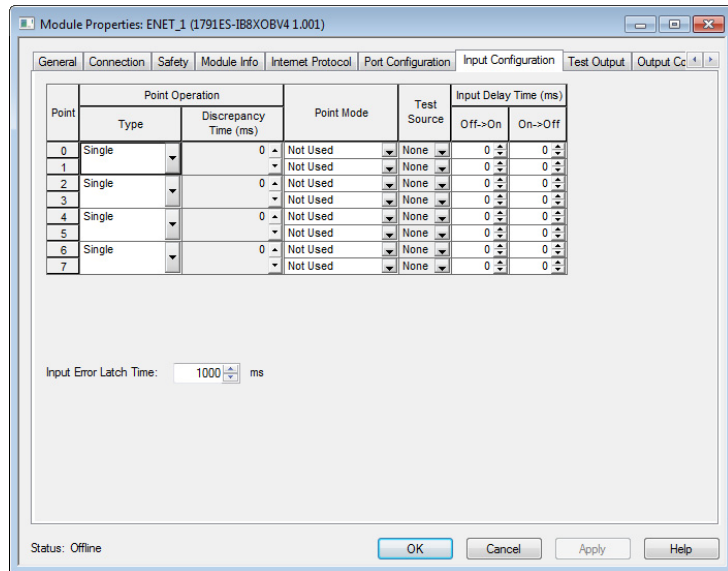 Module Properties: ENET_1 (1791ES-IB8XOBV4 1.001)
General Connection Safety Module Info Internet Protocol Port Configuration Input Configuration Test Output Output Cc
Point Point Operation Point Mode Test Source Input Delay Time (ms)
Type Discrepancy Time (ms) Off->On On->Off
0 Single 0 Not Used None 0 0
1 Not Used None 0 0
2 Single 0 Not Used None 0 0
3 Not Used None 0 0
4 Single 0 Not Used None 0 0
5 Not Used None 0 0
6 Single 0 Not Used None 0 0
7 Not Used None 0 0
Input Error Latch Time: 1000 ms
Status: Offline OK Cancel Apply Help